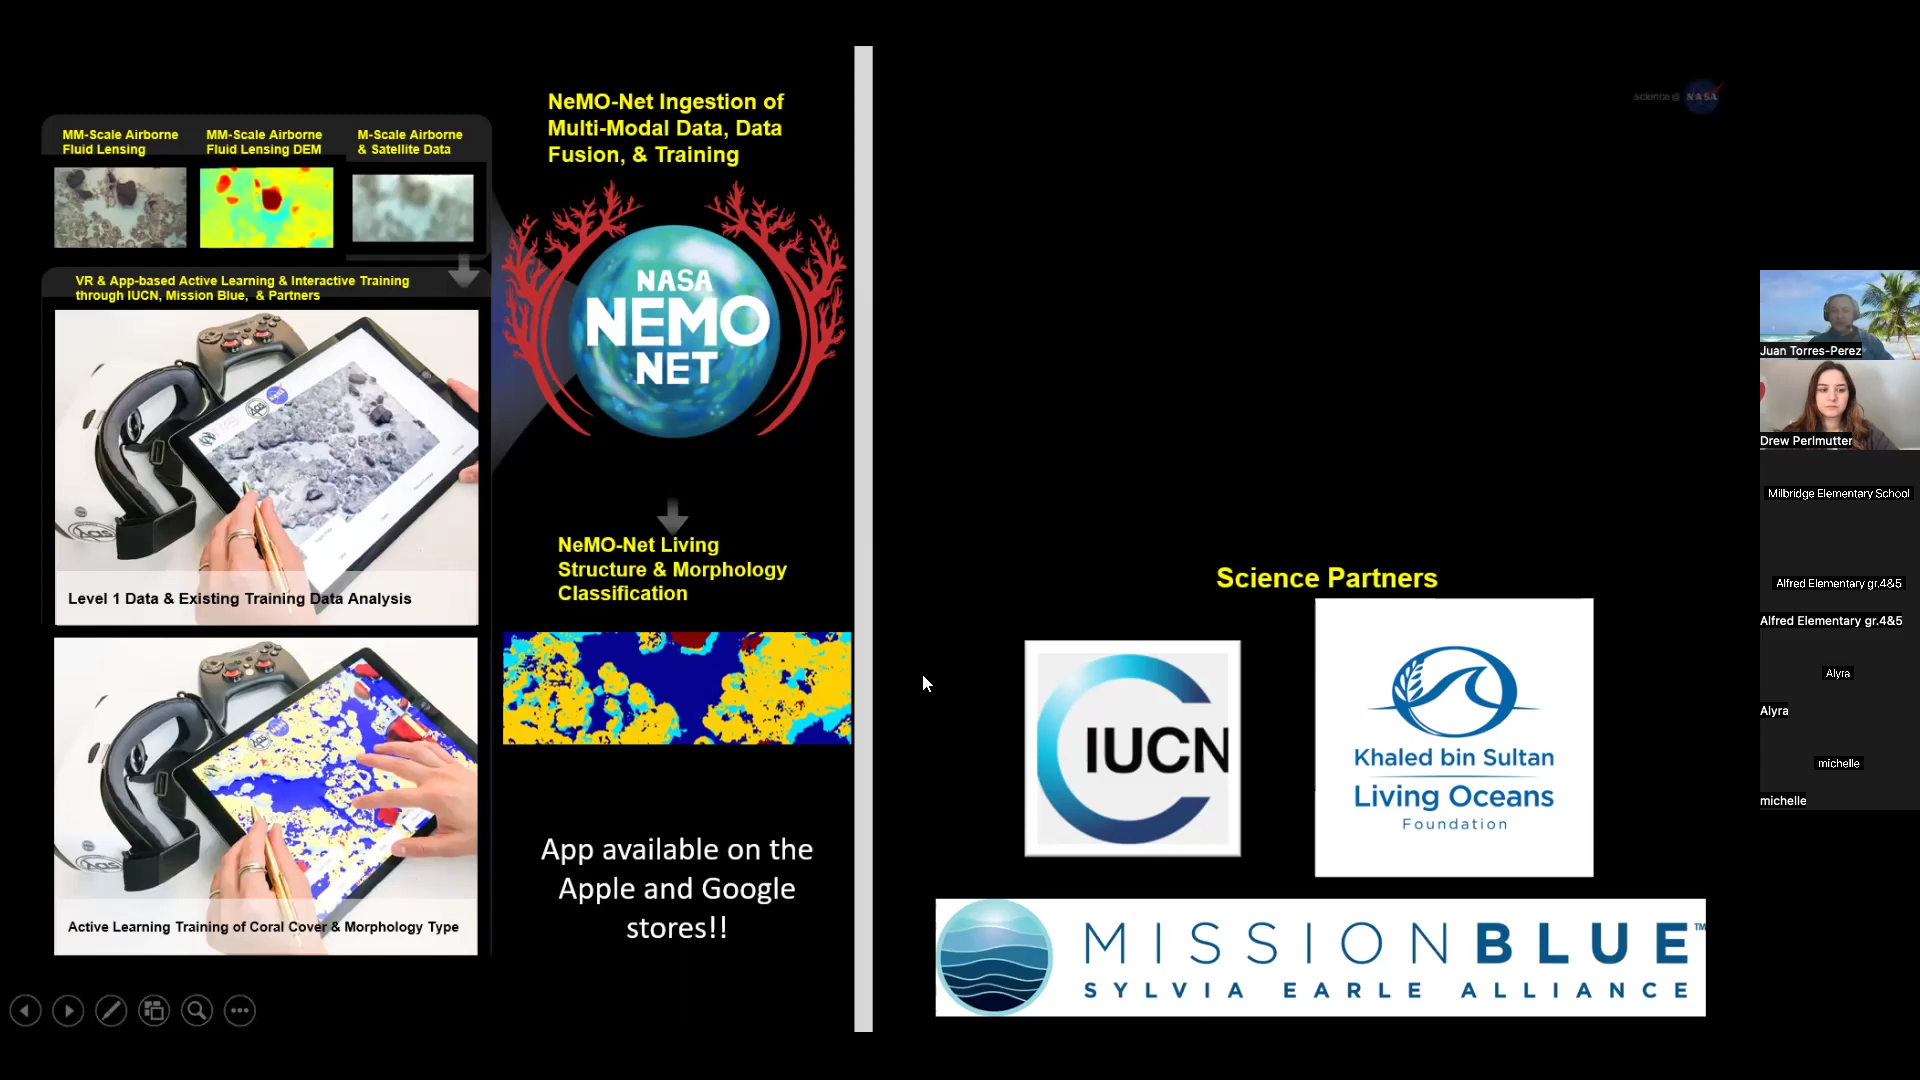 science @ NASA
MM-Scale Airborne
Fluid Lensing
MM-Scale Airborne
Fluid Lensing DEM
M-Scale Airborne
& Satellite Data
VR & App-based Active Learning & Interactive Training
through IUCN, Mission Blue, & Partners
Level 1 Data & Existing Training Data Analysis
Active Learning Training of Coral Cover & Morphology Type
NeMO-Net Ingestion of
Multi-Modal Data, Data
Fusion, & Training
NASA
NEMO
NET
NeMO-Net Living
Structure & Morphology
Classification
App available on the
Apple and Google
stores!!
Science Partners
IUCN
Khaled bin Sultan
Living Oceans
Foundation
MISSION BLUE™
SYLVIA EARLE ALLIANCE
Juan Torres-Perez
Drew Perlmutter
Milbridge Elementary School
Alfred Elementary gr.4&5
Alfred Elementary gr.4&5
Alyra
Alyra
michelle
michelle